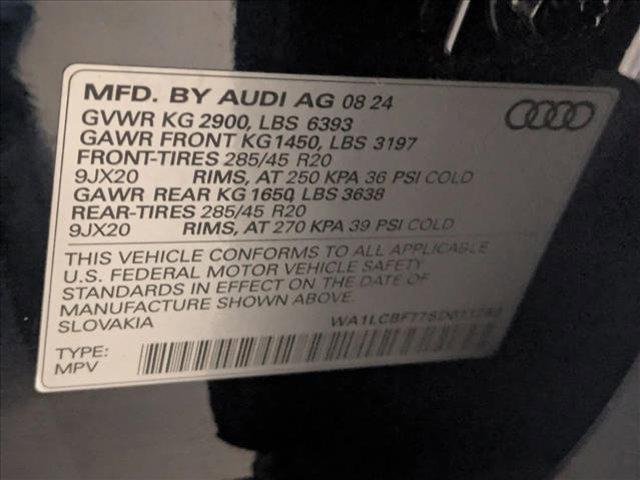 MFD. BY AUDI AG 08 24
GVWR KG 2900, LBS 6393
GAWR FRONT KG1450, LBS 3197
FRONT-TIRES 285/45 R20
9JX20 RIMS, AT 250 KPA 36 PSI COLD
GAWR REAR KG 1650, LBS 3638
REAR-TIRES 285/45 R20
9JX20 RIMS, AT 270 KPA 39 PSI COLD
THIS VEHICLE CONFORMS TO ALL APPLICABLE
U.S. FEDERAL MOTOR VEHICLE SAFETY
STANDARDS IN EFFECT ON THE DATE OF
MANUFACTURE SHOWN ABOVE.
SLOVAKIA
TYPE:
MPV